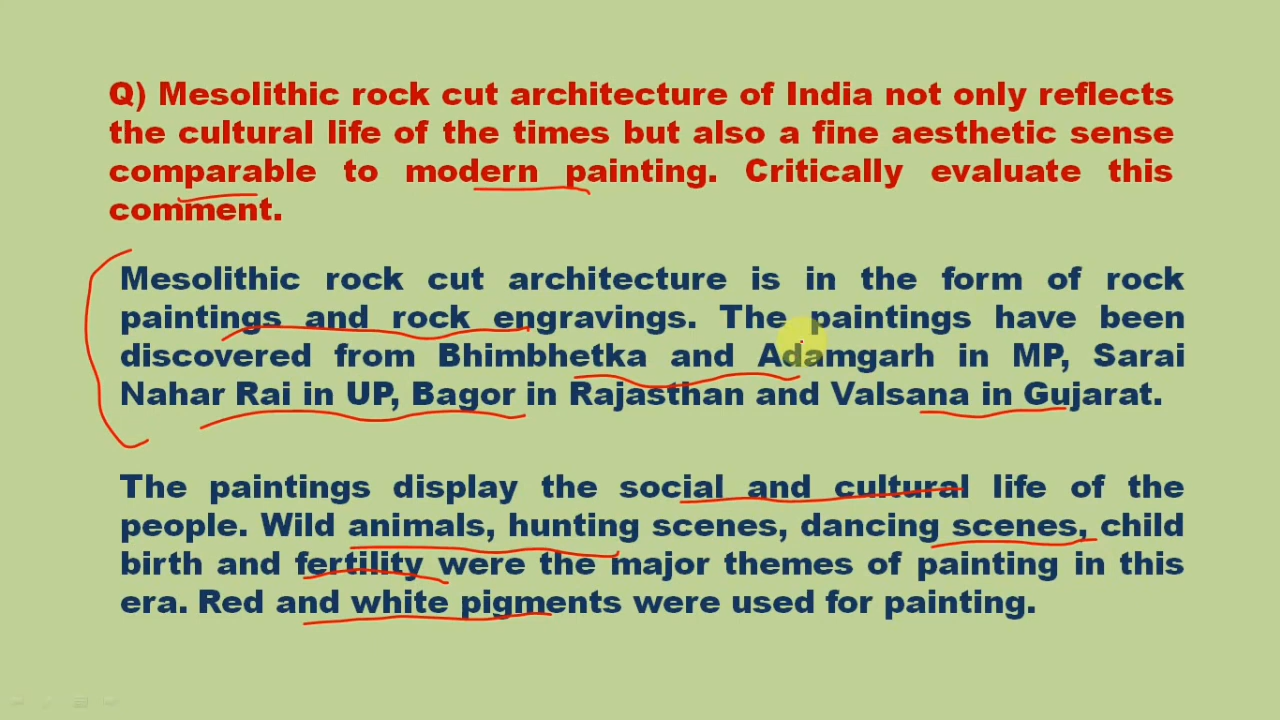 Q) Mesolithic rock cut architecture of India not only reflects
the cultural life of the times but also a fine aesthetic sense
comparable to modern painting. Critically evaluate this
comment.
Mesolithic rock cut architecture is in the form of rock
paintings and rock engravings. The paintings have been
discovered from Bhimbhetka and Adamgarh in MP, Sarai
Nahar Rai in UP, Bagor in Rajasthan and Valsana in Gujarat.
The paintings display the social and cultural life of the
people. Wild animals, hunting scenes, dancing scenes, child
birth and fertility were the major themes of painting in this
era. Red and white pigments were used for painting.